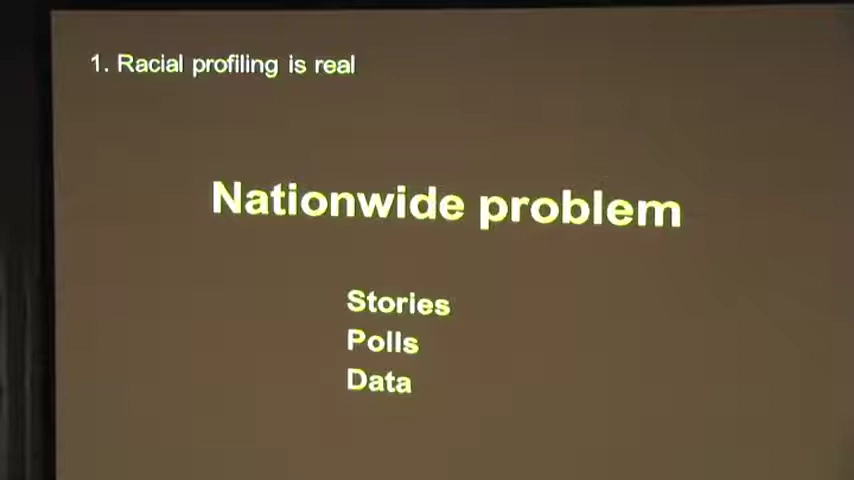 1. Racial profiling is real
Nationwide problem
Stories
Polls
Data